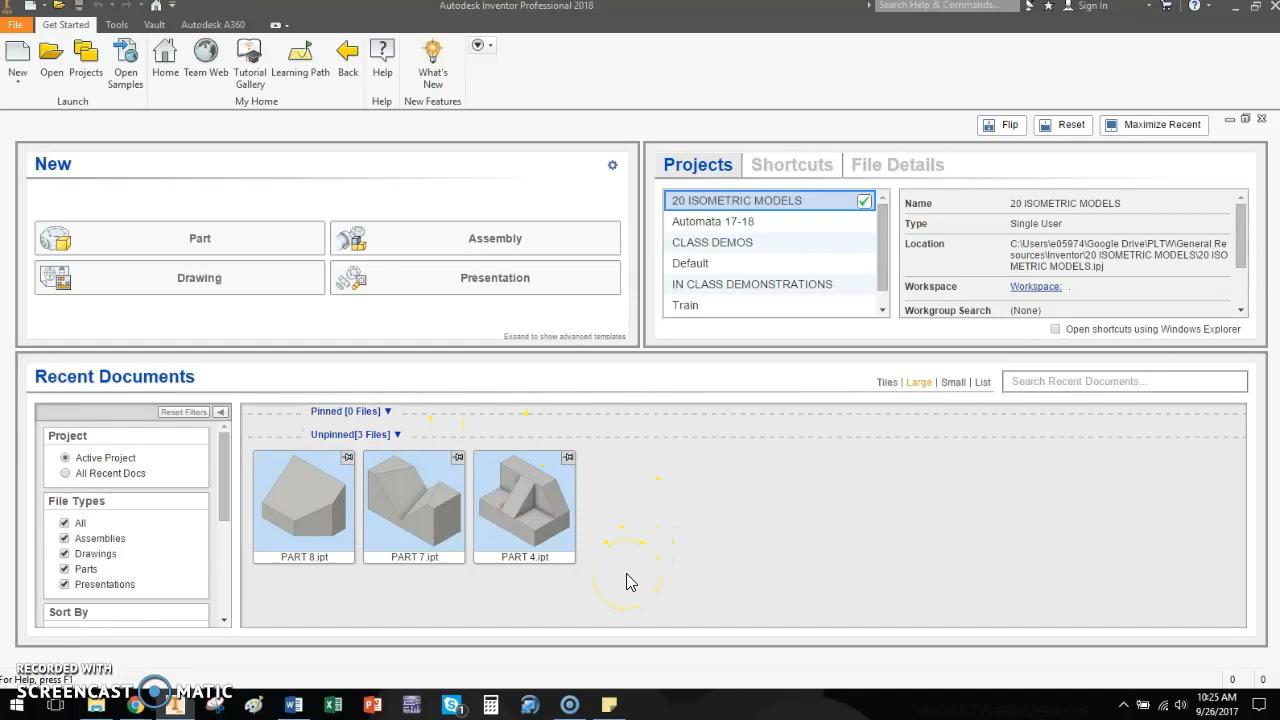 Autodesk Inventor Professional 2018
Search Help & Commands...
Sign In
File
Get Started
Tools
Vault
Autodesk A360
New
Open
Projects
Open Samples
Home
Team Web
Tutorial Gallery
Learning Path
Back
Help
What's New
Launch
My Home
Help
New Features
Flip
Reset
Maximize Recent
New
Part
Assembly
Drawing
Presentation
Expand to show advanced templates
Projects
Shortcuts
File Details
20 ISOMETRIC MODELS
Automata 17-18
CLASS DEMOS
Default
IN CLASS DEMONSTRATIONS
Train
Name 20 ISOMETRIC MODELS
Type Single User
Location C:\Users\e05974\Google Drive\PLTW\General Re
sources\Inventor\20 ISOMETRIC MODELS\20 ISO
METRIC MODELS.ipj
Workspace Workspace: .
Workgroup Search (None)
Open shortcuts using Windows Explorer
Recent Documents
Tiles | Large | Small | List
Search Recent Documents...
Reset Filters
Project
Active Project
All Recent Docs
File Types
All
Assemblies
Drawings
Parts
Presentations
Sort By
Pinned [0 Files]
Unpinned[3 Files]
PART 8.ipt
PART 7.ipt
PART 4.ipt
RECORDED WITH
For Help, press F1
SCREENCAST MATIC
0 0
10:25 AM
9/26/2017